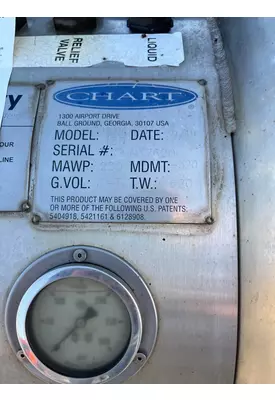 RELIEF
VALVE
LIQUID
CHART
1300 AIRPORT DRIVE
BALL GROUND, GEORGIA, 30107 USA
MODEL: DATE:
SERIAL #:
MAWP: MDMT:
G.VOL: T.W.:
THIS PRODUCT MAY BE COVERED BY ONE
OR MORE OF THE FOLLOWING U.S. PATENTS.
5404918, 5421161 & 6128908.
OUR
LINE